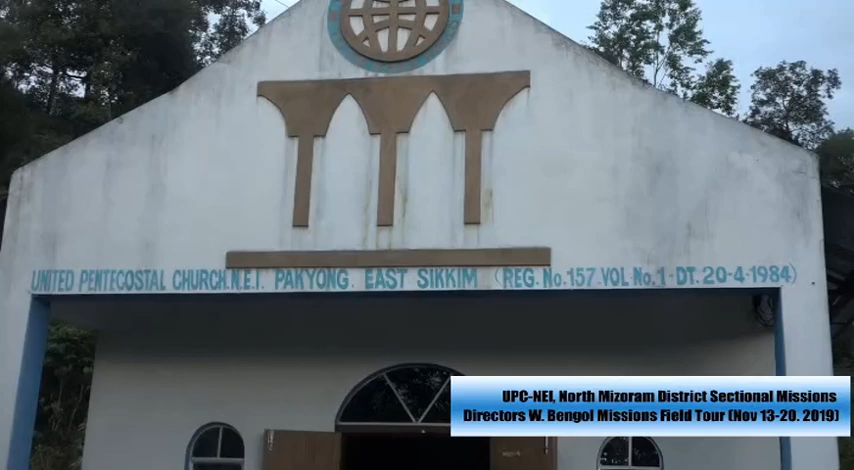 UNITED PENTECOSTAL CHURCH.N.E.I. PAKYONG. EAST SIKKIM (REG. No.157.VOL.No.1 DT.20-4-1984)
UPC-NEI, North Mizoram District Sectional Missions
Directors W. Bengol Missions Field Tour (Nov 13-20. 2019)